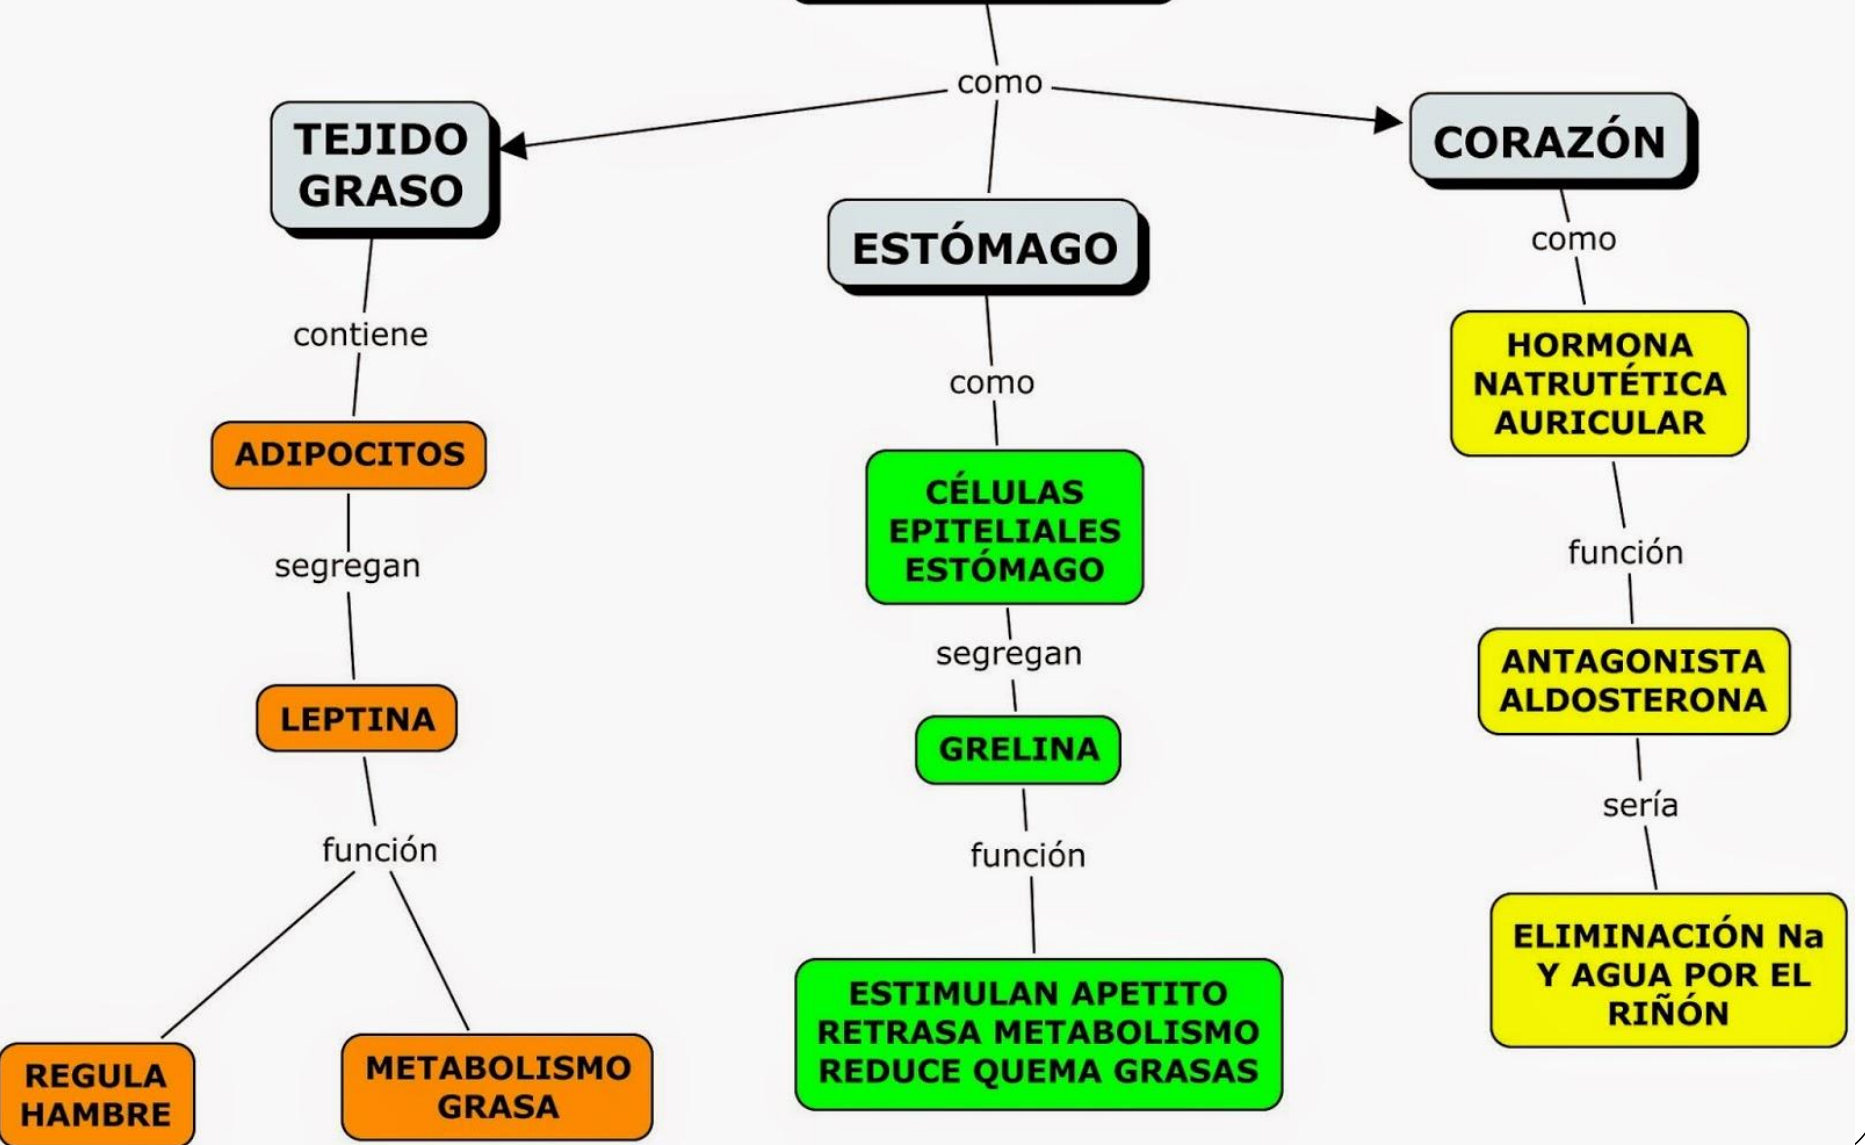 como
TEJIDO
GRASO
ESTÓMAGO
CORAZÓN
contiene
como
como
ADIPOCITOS
CÉLULAS
EPITELIALES
ESTÓMAGO
HORMONA
NATRUTÉTICA
AURICULAR
segregan
segregan
función
LEPTINA
GRELINA
ANTAGONISTA
ALDOSTERONA
función
función
sería
REGULA
HAMBRE
METABOLISMO
GRASA
ESTIMULAN APETITO
RETRASA METABOLISMO
REDUCE QUEMA GRASAS
ELIMINACIÓN Na
Y AGUA POR EL
RIÑÓN